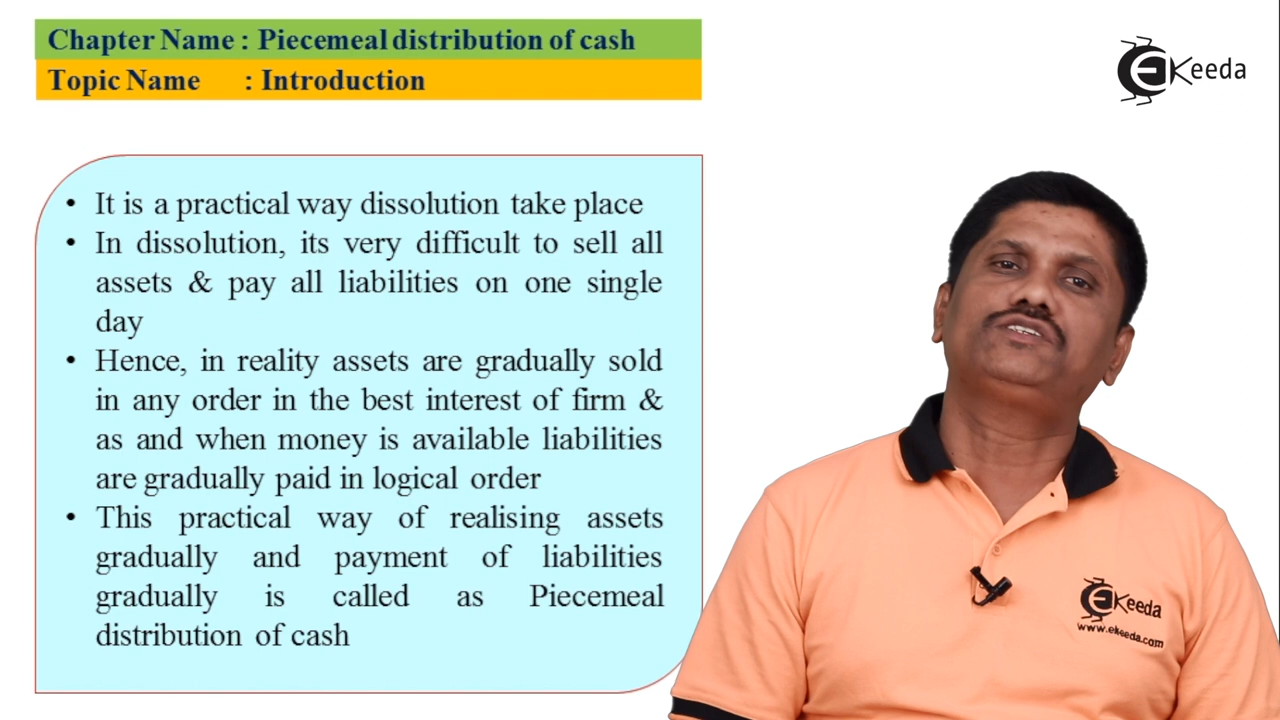 Chapter Name : Piecemeal distribution of cash
Topic Name : Introduction
EKeeda
• It is a practical way dissolution take place
• In dissolution, its very difficult to sell all
assets & pay all liabilities on one single
day
• Hence, in reality assets are gradually sold
in any order in the best interest of firm &
as and when money is available liabilities
are gradually paid in logical order
• This practical way of realising assets
gradually and payment of liabilities
gradually is called as Piecemeal
distribution of cash
EKeeda
www.ekeeda.com